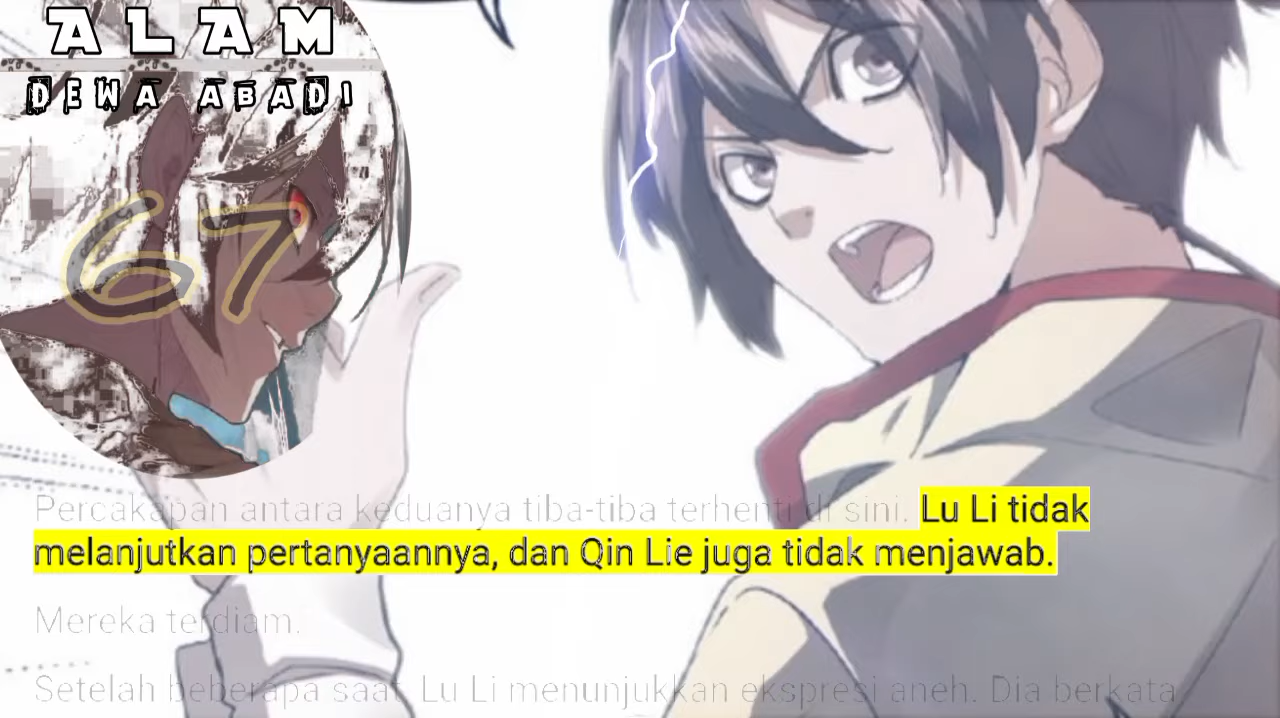 ALAM
DEWA ABADI
67
Percakapan antara keduanya tiba-tiba terhenti di sini. Lu Li tidak
melanjutkan pertanyaannya, dan Qin Lie juga tidak menjawab.
Mereka terdiam.
Setelah beberapa saat, Lu Li menunjukkan ekspresi aneh. Dia berkata